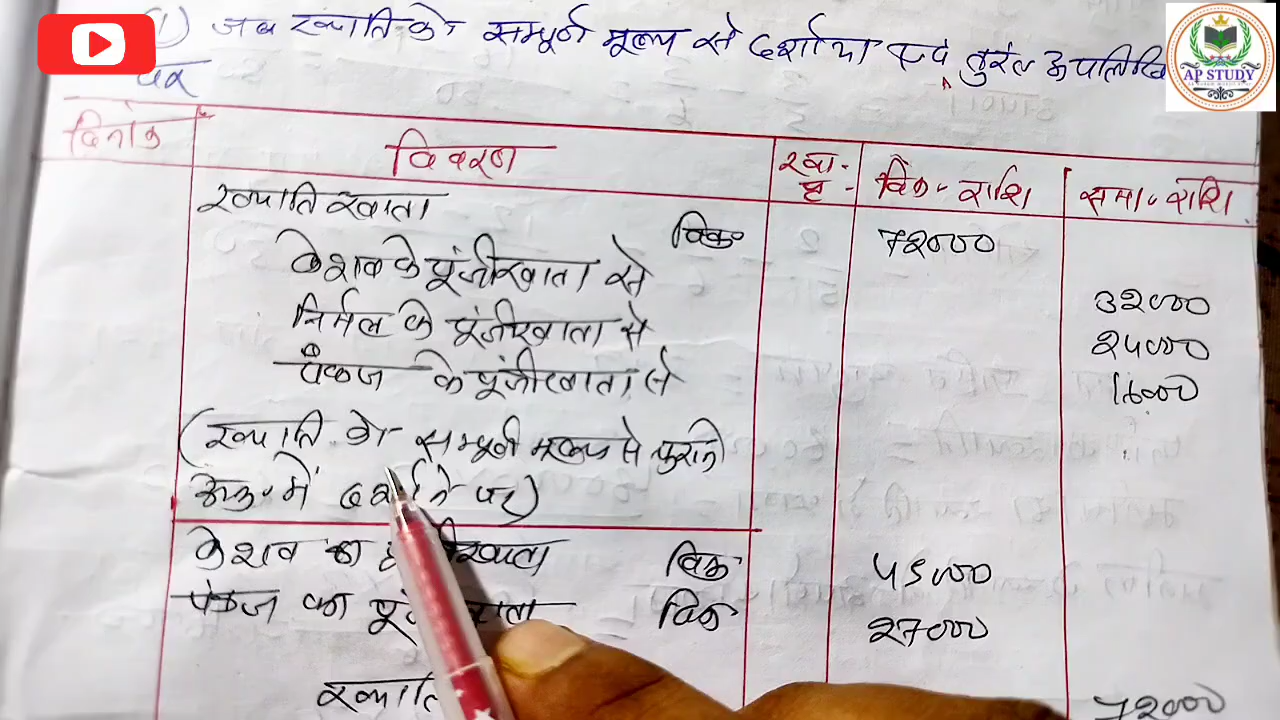 1) जब ख्याति को सम्पूर्ण मूल्य से दर्शाया एवं तुरंत अपलिखि
पर
AP STUDY
दिनांक विवरण खा. पृ. विक. राशि समा. राशि
ख्याति खाता विक. 72000
केशव के पूंजीखाता से 32000
निर्मल के पूंजीखाता से 24000
पंकज के पूंजीखाता से 16000
(ख्याति को सम्पूर्ण मूल्य से पुराने
अनु. में दर्शाने पर)
केशव का विक. 45000
पंकज का विक. 27000
ख्याति 72000